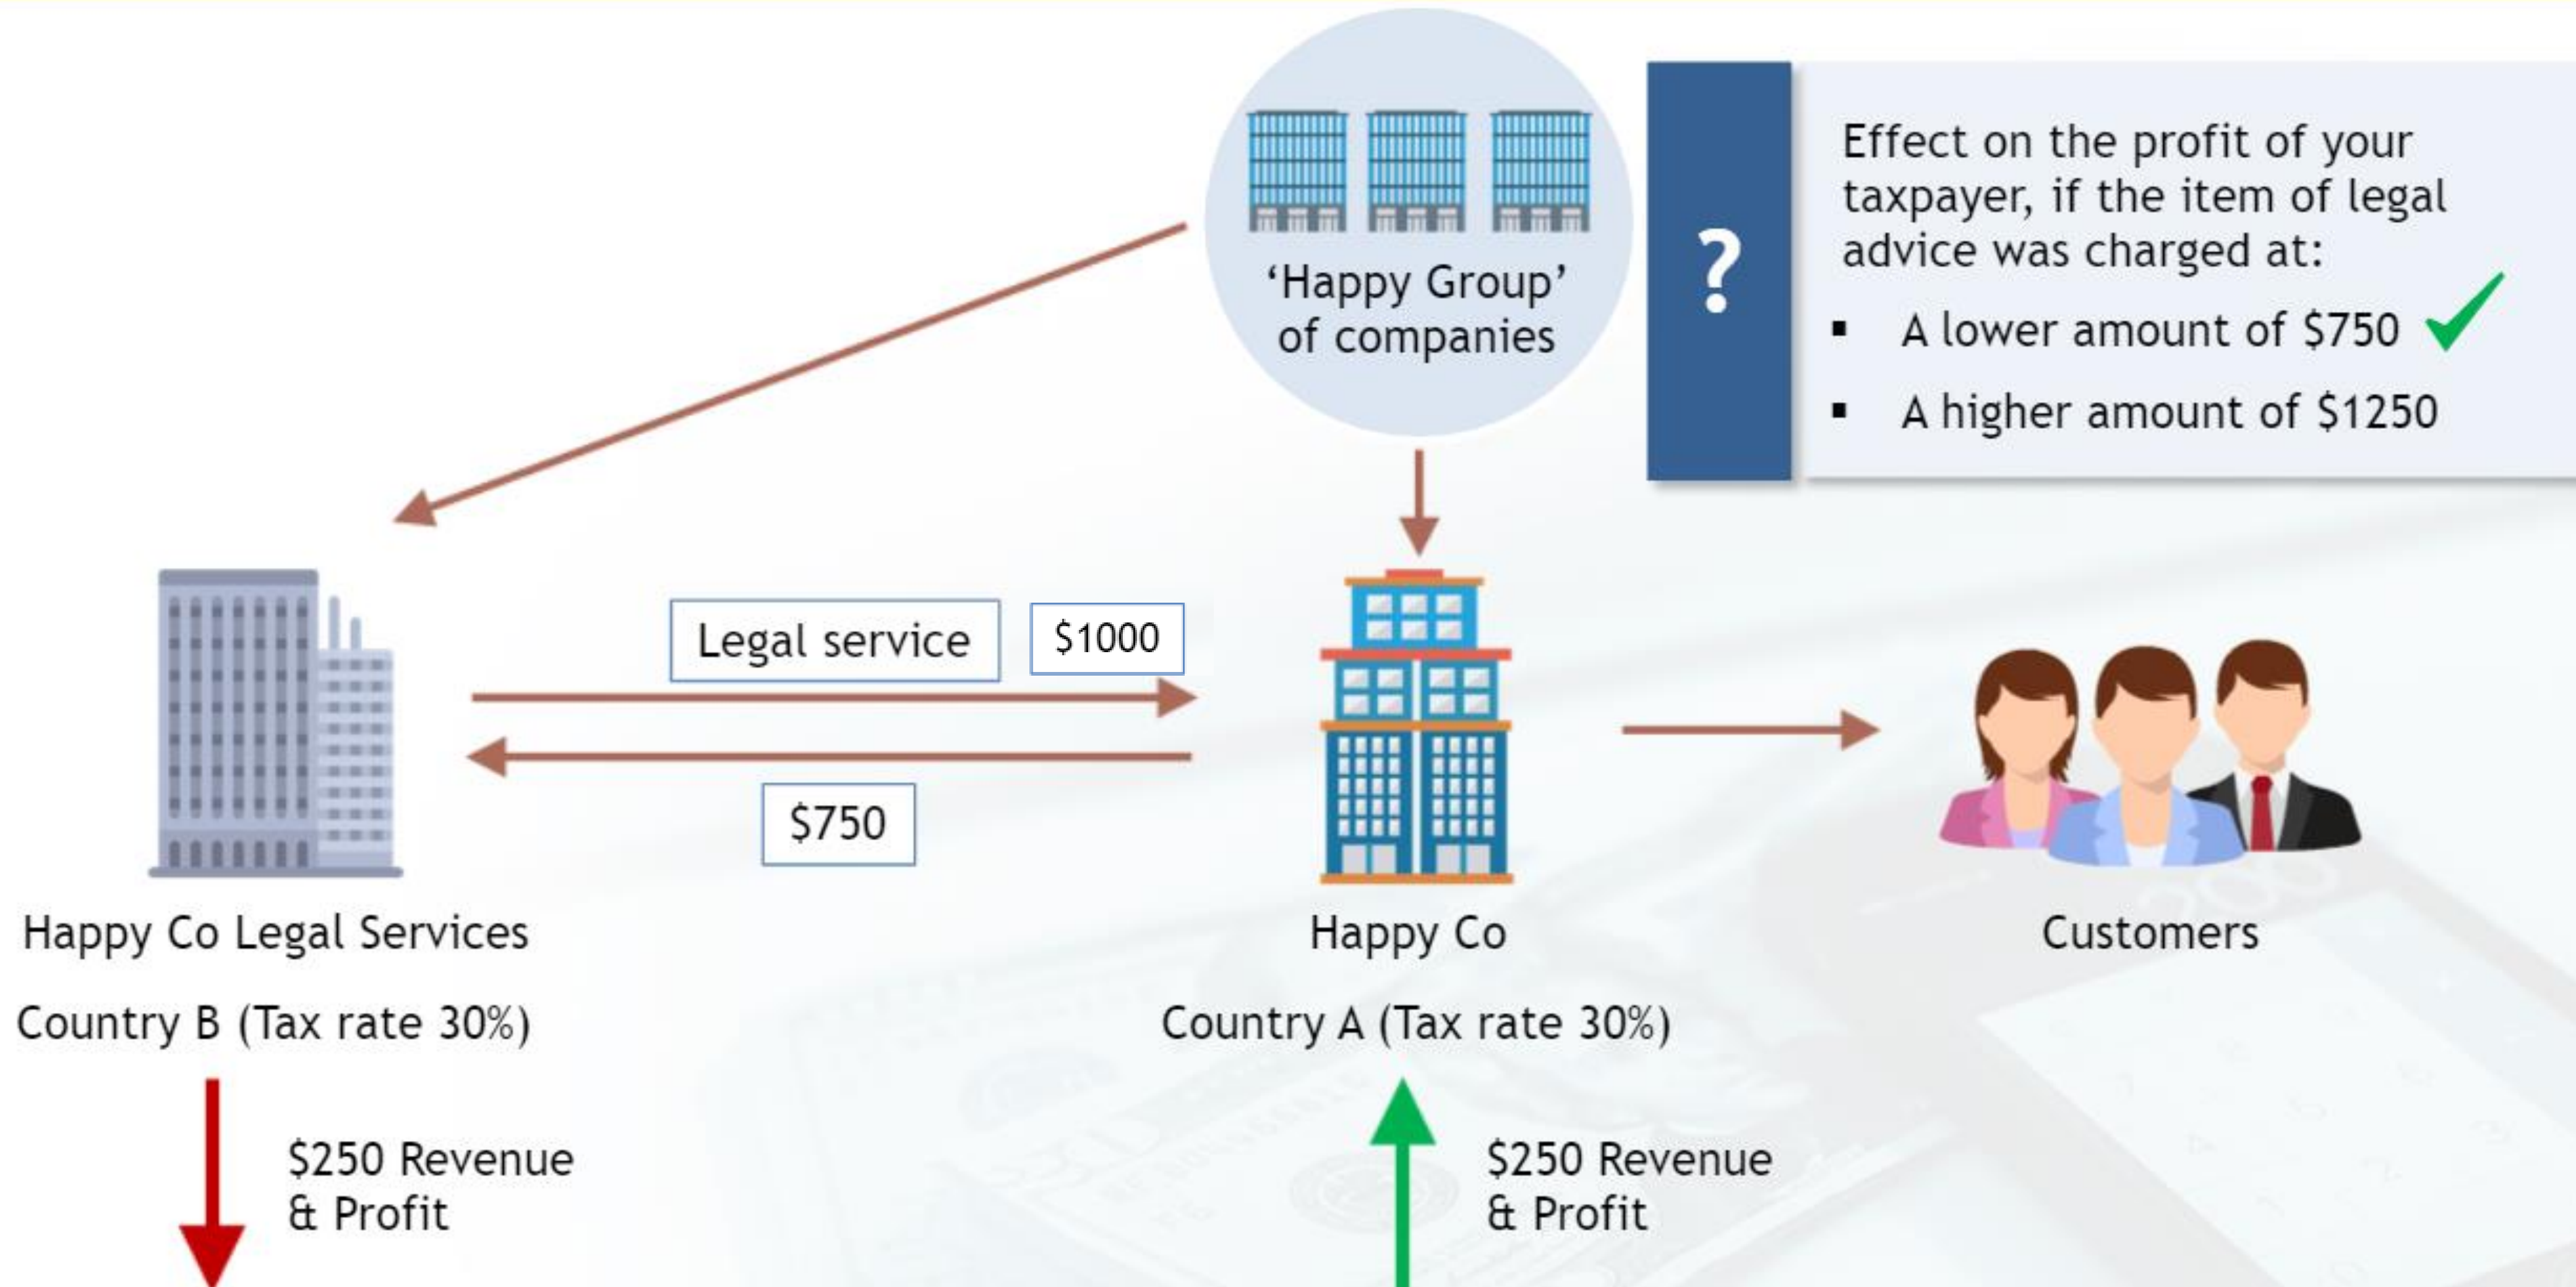 ‘Happy Group’
of companies
?
Effect on the profit of your
taxpayer, if the item of legal
advice was charged at:
▪ A lower amount of $750
▪ A higher amount of $1250
Legal service
$1000
$750
Happy Co Legal Services
Happy Co
Customers
Country B (Tax rate 30%)
Country A (Tax rate 30%)
$250 Revenue
& Profit
$250 Revenue
& Profit